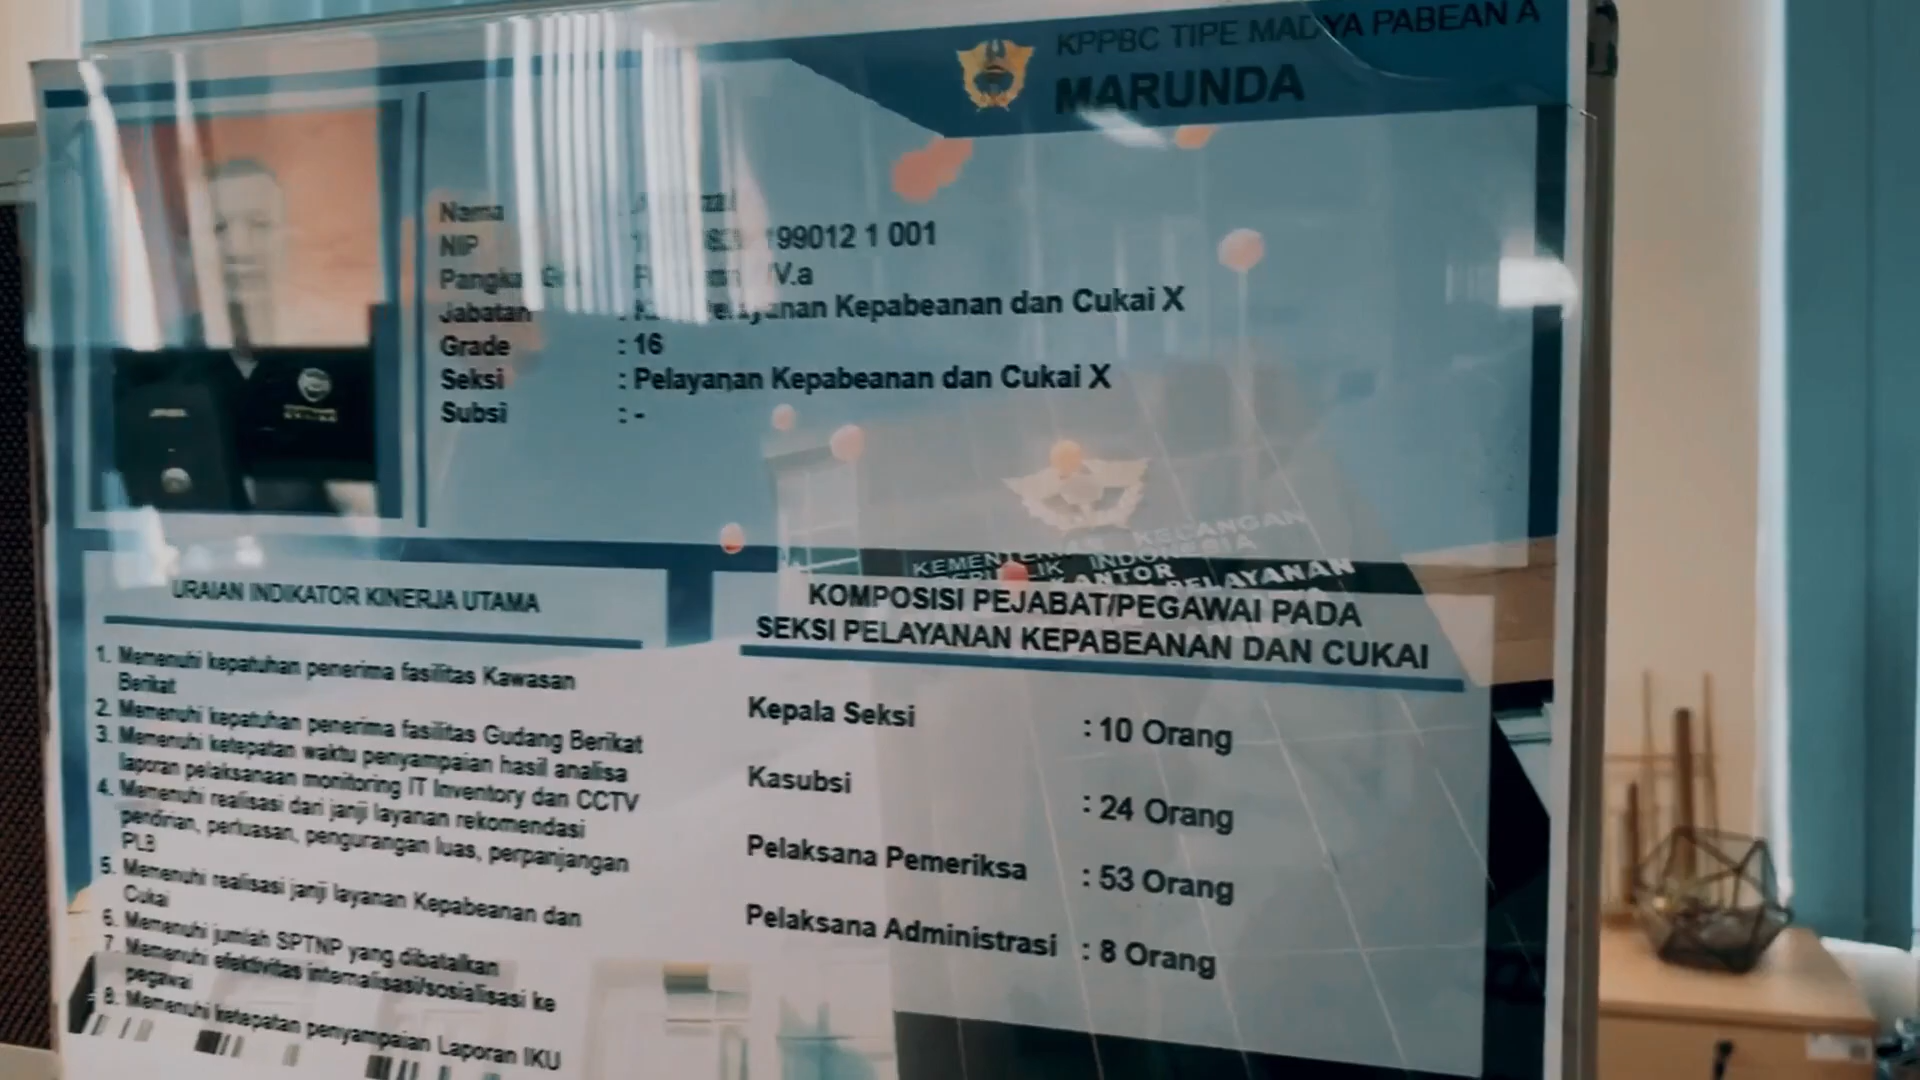 KPPBC TIPE MADYA PABEAN A
MARUNDA
Nama :
NIP : 199012 1 001
: V.a
Jabatan : Pelayanan Kepabeanan dan Cukai X
Grade : 16
Seksi : Pelayanan Kepabeanan dan Cukai X
Subsi : -
KANTOR PELAYANAN
URAIAN INDIKATOR KINERJA UTAMA
1. Memenuhi kepatuhan penerima fasilitas Kawasan
Berikat
2. Memenuhi kepatuhan penerima fasilitas Gudang Berikat
3. Memenuhi ketepatan waktu penyampaian hasil analisa
laporan pelaksanaan monitoring IT Inventory dan CCTV
4. Memenuhi realisasi dari janji layanan rekomendasi
pendirian, perluasan, pengurangan luas, perpanjangan
PLB
5. Memenuhi realisasi janji layanan Kepabeanan dan
Cukai
6. Memenuhi jumlah SPTNP yang dibatalkan
7. Memenuhi efektivitas internalisasi/sosialisasi ke
pegawai
8. Memenuhi ketepatan penyampaian Laporan IKU
KOMPOSISI PEJABAT/PEGAWAI PADA
SEKSI PELAYANAN KEPABEANAN DAN CUKAI
Kepala Seksi : 10 Orang
Kasubsi : 24 Orang
Pelaksana Pemeriksa : 53 Orang
Pelaksana Administrasi : 8 Orang